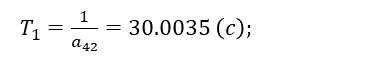 T₁ = 1/a₄₂ = 30.0035 (c);